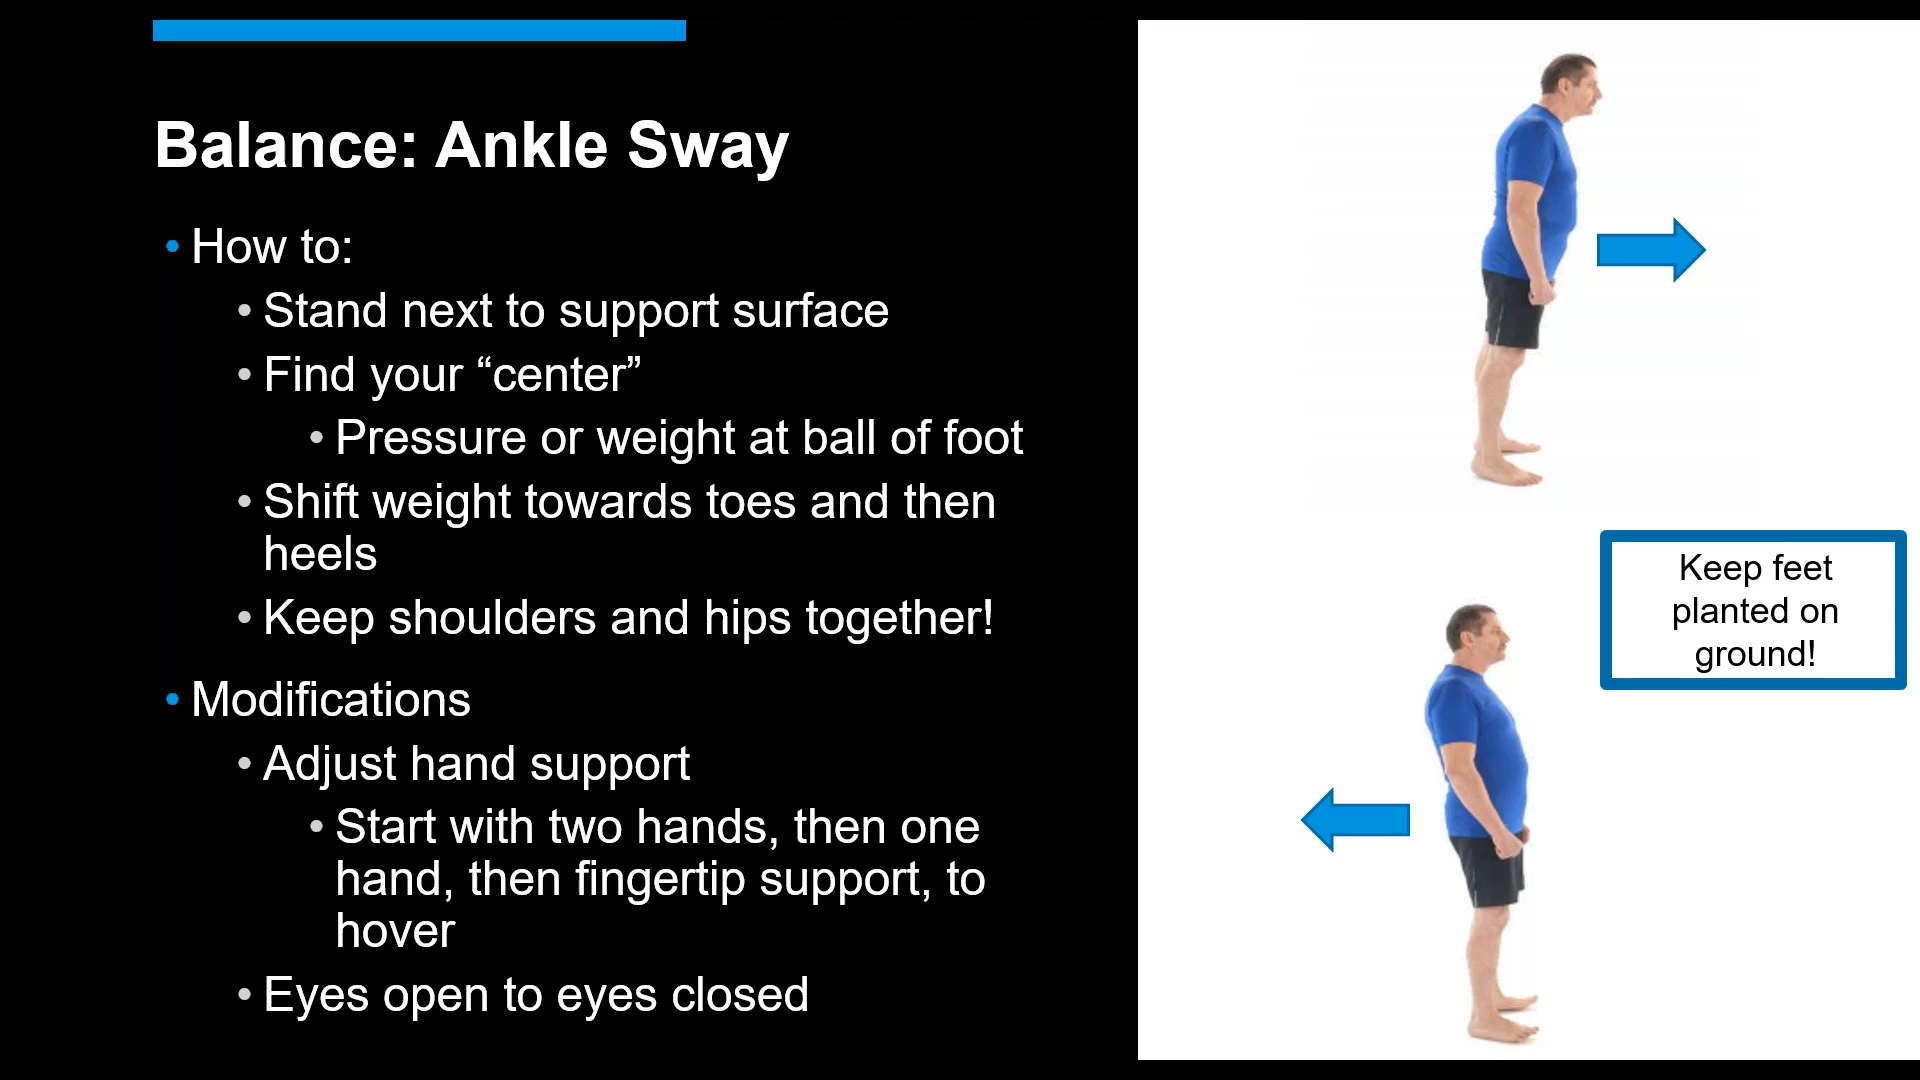 Balance: Ankle Sway
• How to:
• Stand next to support surface
• Find your “center”
• Pressure or weight at ball of foot
• Shift weight towards toes and then
heels
• Keep shoulders and hips together!
• Modifications
• Adjust hand support
• Start with two hands, then one
hand, then fingertip support, to
hover
• Eyes open to eyes closed
Keep feet
planted on
ground!